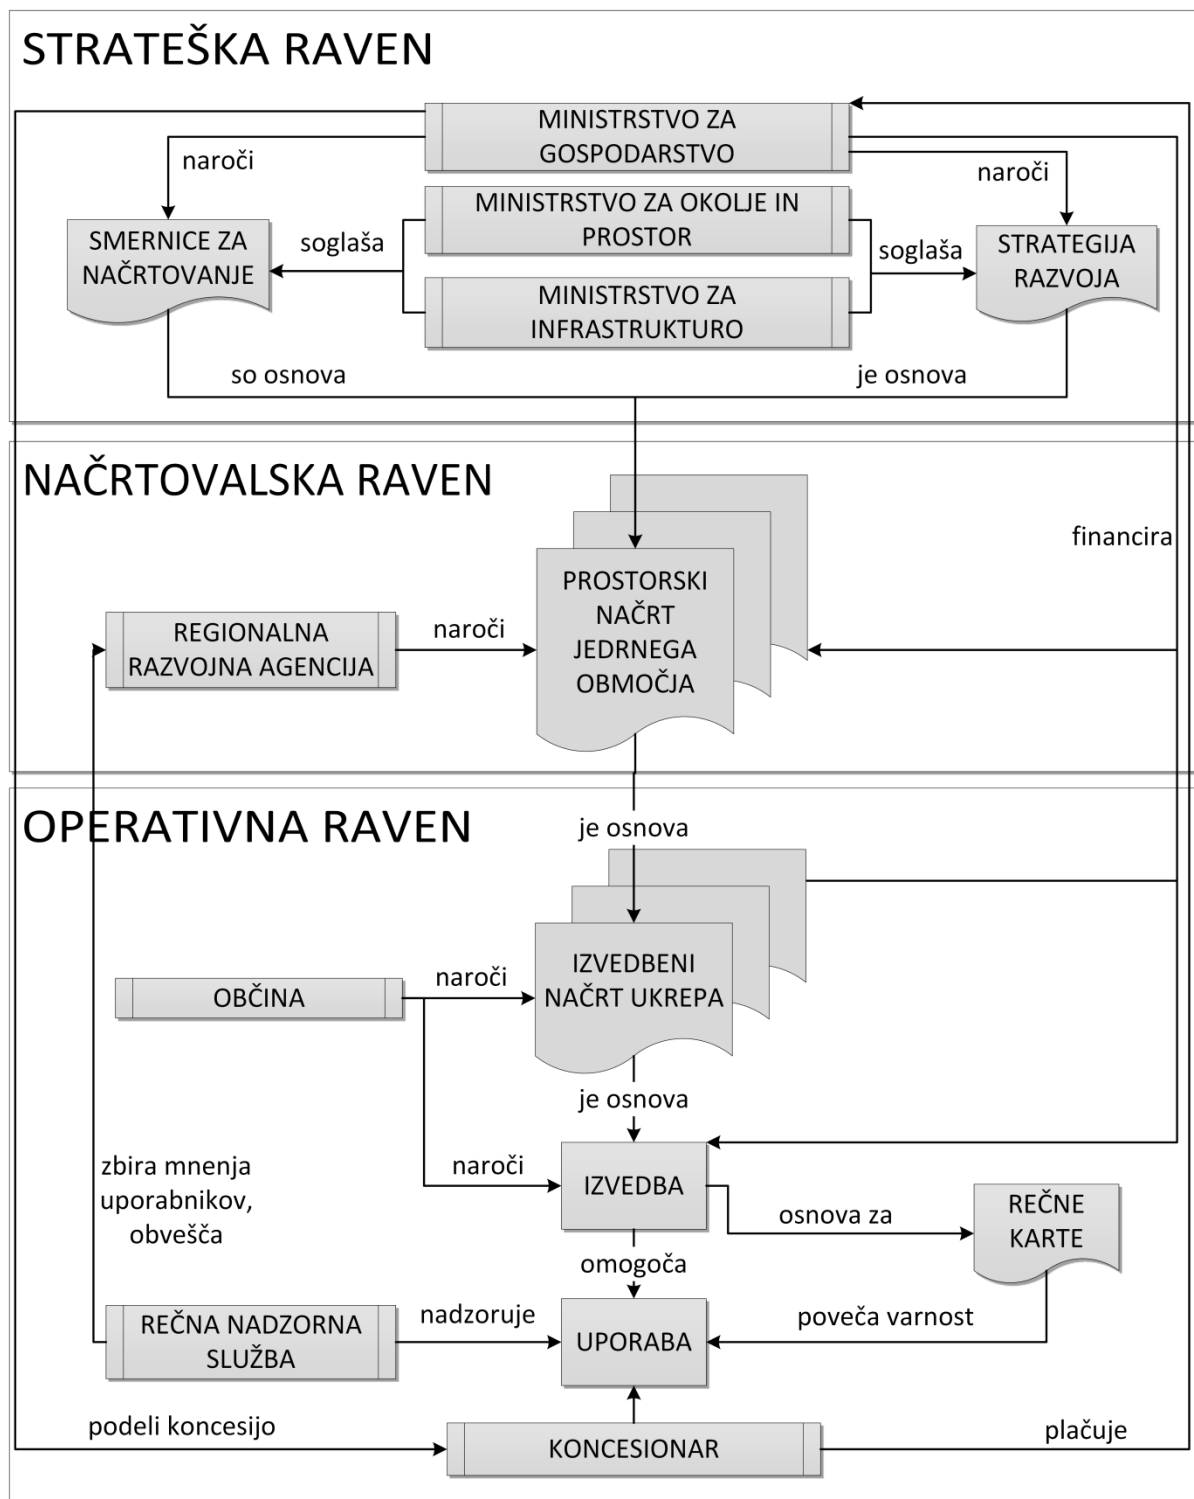 STRATEŠKA RAVEN
MINISTRSTVO ZA
GOSPODARSTVO
naroči
naroči
MINISTRSTVO ZA OKOLJE IN
PROSTOR
SMERNICE ZA
NAČRTOVANJE
soglaša
soglaša
STRATEGIJA
RAZVOJA
MINISTRSTVO ZA
INFRASTRUKTURO
so osnova
je osnova
NAČRTOVALSKA RAVEN
financira
PROSTORSKI
NAČRT
JEDRNEGA
OBMOČJA
REGIONALNA
RAZVOJNA AGENCIJA
naroči
OPERATIVNA RAVEN
je osnova
IZVEDBENI
NAČRT UKREPA
OBČINA
naroči
je osnova
zbira mnenja
uporabnikov,
obvešča
naroči
IZVEDBA
osnova za
REČNE
KARTE
omogoča
REČNA NADZORNA
SLUŽBA
nadzoruje
UPORABA
poveča varnost
podeli koncesijo
KONCESIONAR
plačuje